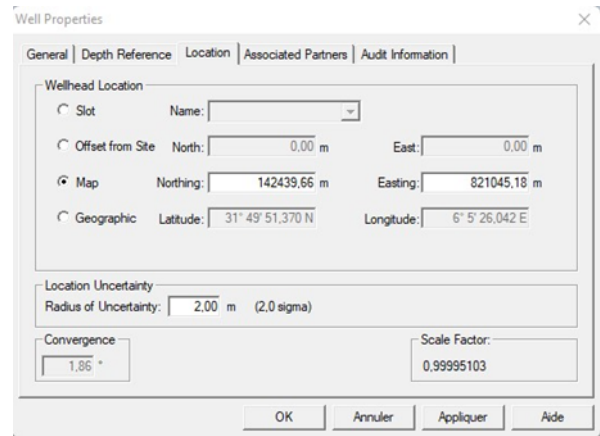 Well Properties
General Depth Reference Location Associated Partners Audit Information
Wellhead Location
Slot Name:
Offset from Site North: 0,00 m East: 0,00 m
Map Northing: 142439,66 m Easting: 821045,18 m
Geographic Latitude: 31° 49' 51,370 N Longitude: 6° 5' 26,042 E
Location Uncertainty
Radius of Uncertainty: 2,00 m (2,0 sigma)
Convergence Scale Factor:
1,86 ° 0,99995103
OK Annuler Appliquer Aide